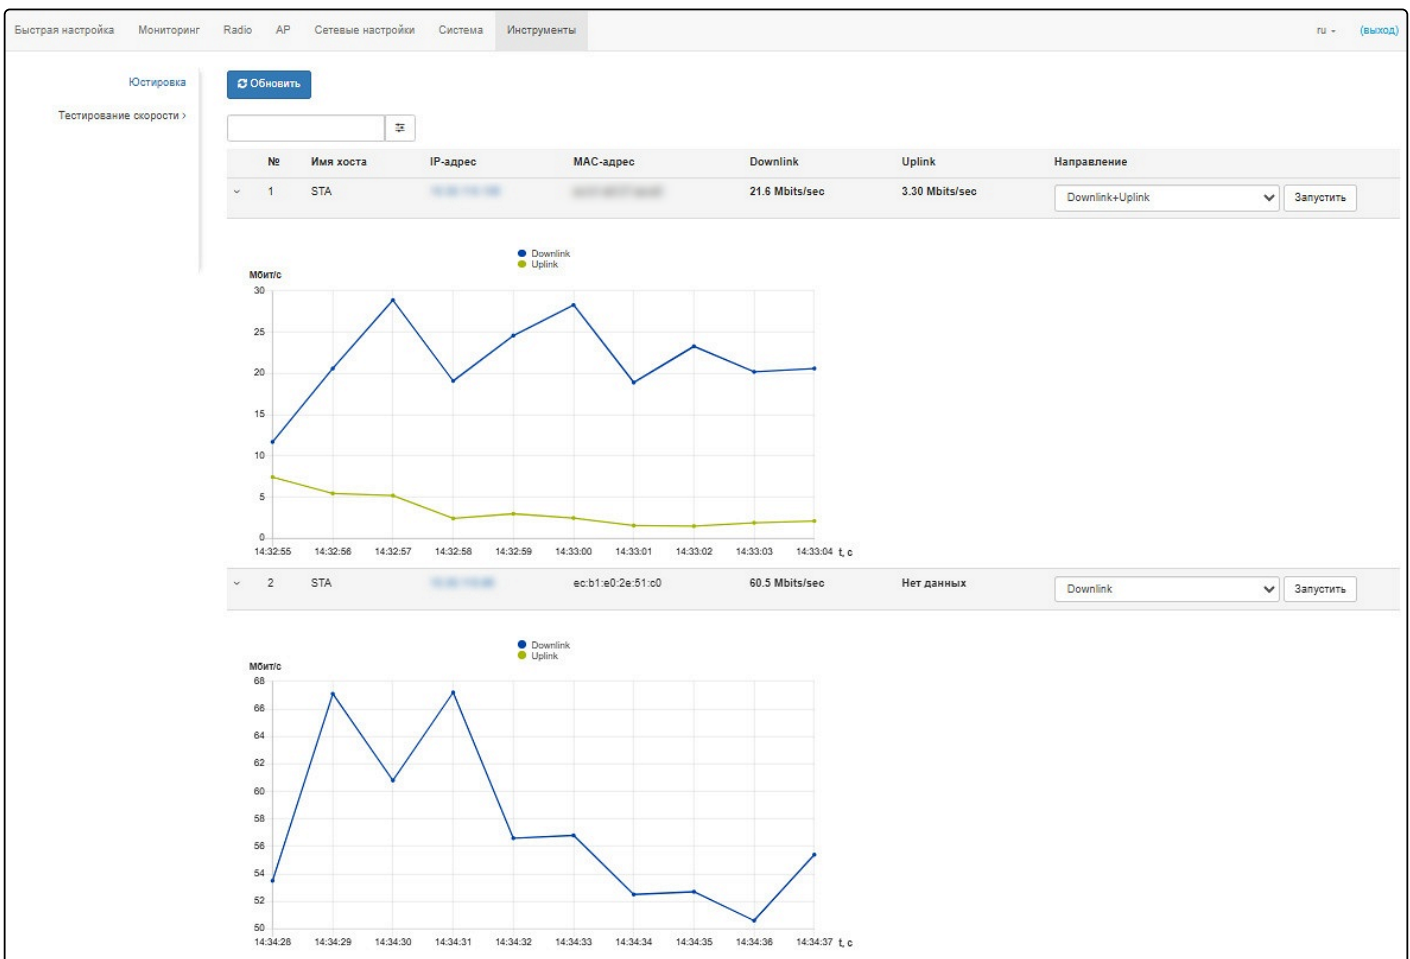 Быстрая настройка Мониторинг Radio AP Сетевые настройки Система Инструменты ru (выход)
Юстировка
Тестирование скорости ›
Обновить
№ Имя хоста IP-адрес MAC-адрес Downlink Uplink Направление
1 STA 21.6 Mbits/sec 3.30 Mbits/sec Downlink+Uplink Запустить
Downlink
Uplink
Мбит/с
30
25
20
15
10
5
0
14:32:55 14:32:56 14:32:57 14:32:58 14:32:59 14:33:00 14:33:01 14:33:02 14:33:03 14:33:04 t, c
2 STA ec:b1:e0:2e:51:c0 60.5 Mbits/sec Нет данных Downlink Запустить
Downlink
Uplink
Мбит/с
68
66
64
62
60
58
56
54
52
50
14:34:28 14:34:29 14:34:30 14:34:31 14:34:32 14:34:33 14:34:34 14:34:35 14:34:36 14:34:37 t, c